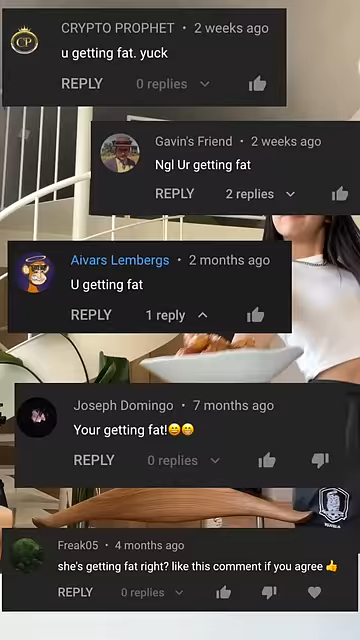 CP
CRYPTO PROPHET • 2 weeks ago
u getting fat. yuck
REPLY 0 replies
Gavin's Friend • 2 weeks ago
Ngl Ur getting fat
REPLY 2 replies
Aivars Lembergs • 2 months ago
U getting fat
REPLY 1 reply
Joseph Domingo • 7 months ago
Your getting fat!😀😁
REPLY 0 replies
Freak05 • 4 months ago
she's getting fat right? like this comment if you agree 👍
REPLY 0 replies